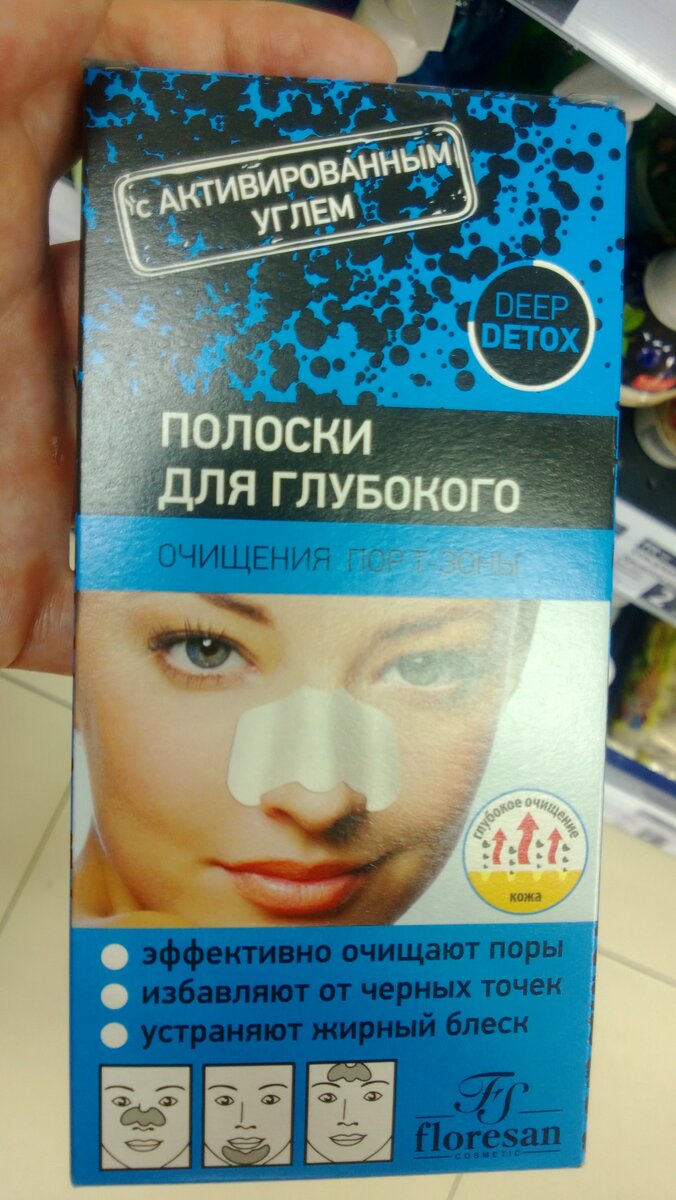 с АКТИВИРОВАННЫМ
УГЛЕМ
DEEP
DETOX
ПОЛОСКИ
ДЛЯ ГЛУБОКОГО
ОЧИЩЕНИЯ ПОР Т-ЗОНЫ
глубокое очищение
кожа
эффективно очищают поры
избавляют от черных точек
устраняют жирный блеск
FS
floresan
COSMETIC